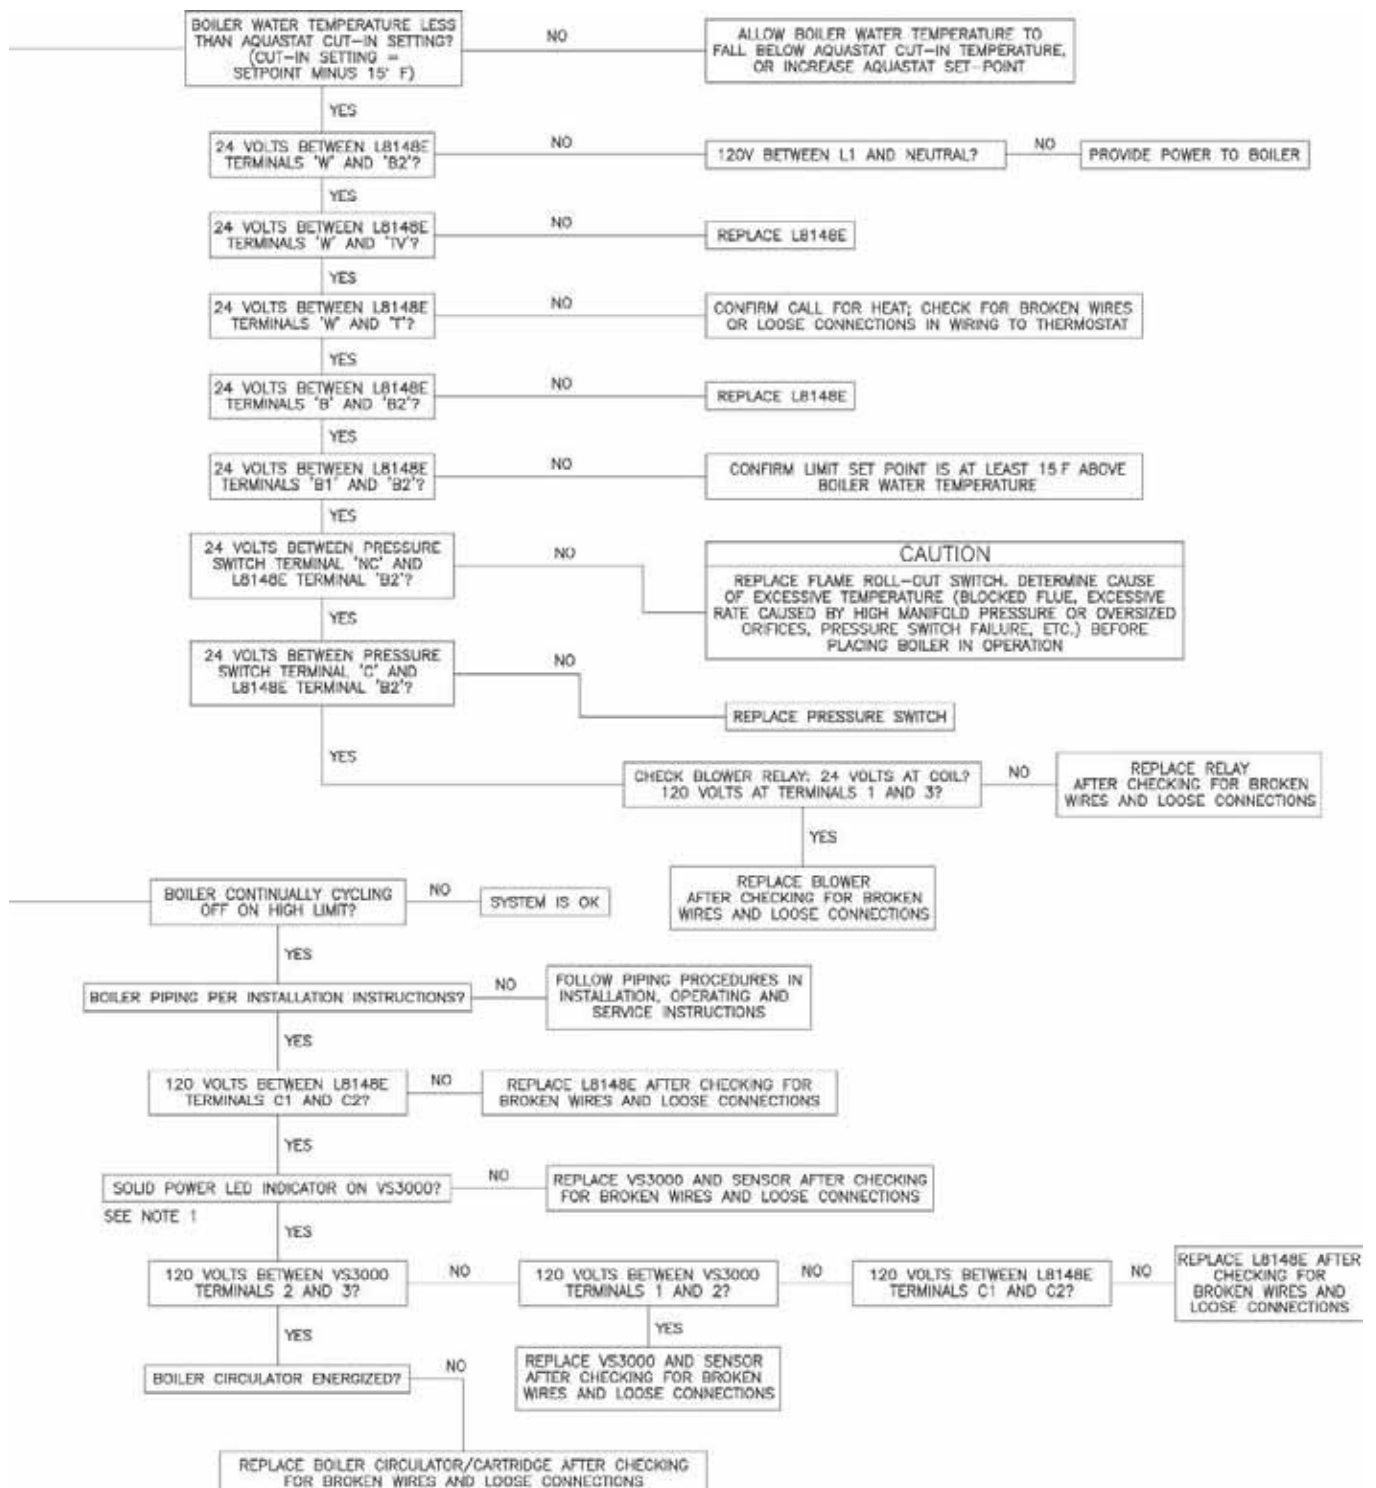 BOILER WATER TEMPERATURE LESS
THAN AQUASTAT CUT-IN SETTING?
(CUT-IN SETTING =
SETPOINT MINUS 15° F)
NO
ALLOW BOILER WATER TEMPERATURE TO
FALL BELOW AQUASTAT CUT-IN TEMPERATURE,
OR INCREASE AQUASTAT SET-POINT
YES
24 VOLTS BETWEEN L8148E
TERMINALS 'W' AND 'B2'?
NO
120V BETWEEN L1 AND NEUTRAL?
NO
PROVIDE POWER TO BOILER
YES
24 VOLTS BETWEEN L8148E
TERMINALS 'W' AND 'TV'?
NO
REPLACE L8148E
YES
24 VOLTS BETWEEN L8148E
TERMINALS 'W' AND 'T'?
NO
CONFIRM CALL FOR HEAT; CHECK FOR BROKEN WIRES
OR LOOSE CONNECTIONS IN WIRING TO THERMOSTAT
YES
24 VOLTS BETWEEN L8148E
TERMINALS 'B' AND 'B2'?
NO
REPLACE L8148E
YES
24 VOLTS BETWEEN L8148E
TERMINALS 'B1' AND 'B2'?
NO
CONFIRM LIMIT SET POINT IS AT LEAST 15 F ABOVE
BOILER WATER TEMPERATURE
YES
24 VOLTS BETWEEN PRESSURE
SWITCH TERMINAL 'NC' AND
L8148E TERMINAL 'B2'?
NO
CAUTION
REPLACE FLAME ROLL-OUT SWITCH. DETERMINE CAUSE
OF EXCESSIVE TEMPERATURE (BLOCKED FLUE, EXCESSIVE
RATE CAUSED BY HIGH MANIFOLD PRESSURE OR OVERSIZED
ORIFICES, PRESSURE SWITCH FAILURE, ETC.) BEFORE
PLACING BOILER IN OPERATION
YES
24 VOLTS BETWEEN PRESSURE
SWITCH TERMINAL 'C' AND
L8148E TERMINAL 'B2'?
NO
REPLACE PRESSURE SWITCH
YES
CHECK BLOWER RELAY: 24 VOLTS AT COIL?
120 VOLTS AT TERMINALS 1 AND 3?
NO
REPLACE RELAY
AFTER CHECKING FOR BROKEN
WIRES AND LOOSE CONNECTIONS
YES
REPLACE BLOWER
AFTER CHECKING FOR BROKEN
WIRES AND LOOSE CONNECTIONS
BOILER CONTINUALLY CYCLING
OFF ON HIGH LIMIT?
NO
SYSTEM IS OK
YES
BOILER PIPING PER INSTALLATION INSTRUCTIONS?
NO
FOLLOW PIPING PROCEDURES IN
INSTALLATION, OPERATING AND
SERVICE INSTRUCTIONS
YES
120 VOLTS BETWEEN L8148E
TERMINALS C1 AND C2?
NO
REPLACE L8148E AFTER CHECKING FOR
BROKEN WIRES AND LOOSE CONNECTIONS
YES
SOLID POWER LED INDICATOR ON VS3000?
NO
REPLACE VS3000 AND SENSOR AFTER CHECKING
FOR BROKEN WIRES AND LOOSE CONNECTIONS
SEE NOTE 1
YES
120 VOLTS BETWEEN VS3000
TERMINALS 2 AND 3?
NO
120 VOLTS BETWEEN VS3000
TERMINALS 1 AND 2?
NO
120 VOLTS BETWEEN L8148E
TERMINALS C1 AND C2?
NO
REPLACE L8148E AFTER
CHECKING FOR
BROKEN WIRES AND
LOOSE CONNECTIONS
YES
YES
REPLACE VS3000 AND SENSOR
AFTER CHECKING FOR BROKEN
WIRES AND LOOSE CONNECTIONS
BOILER CIRCULATOR ENERGIZED?
NO
REPLACE BOILER CIRCULATOR/CARTRIDGE AFTER CHECKING
FOR BROKEN WIRES AND LOOSE CONNECTIONS